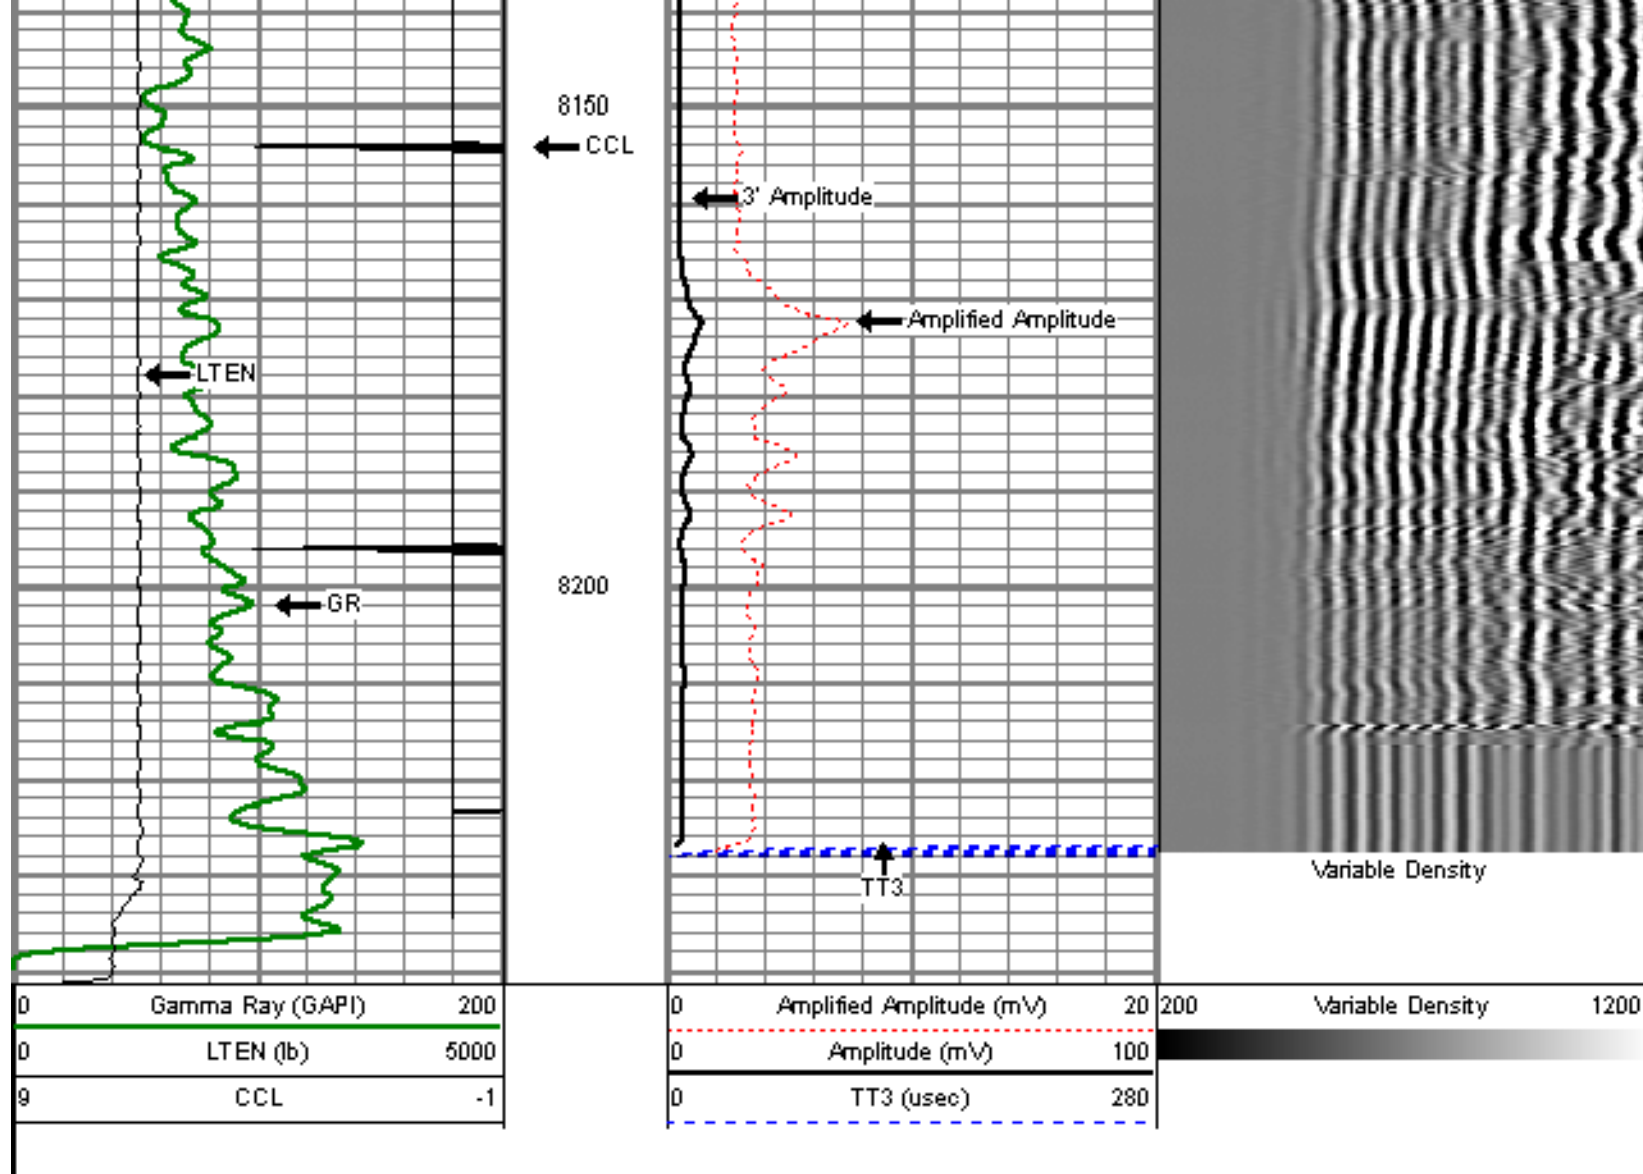 8150
CCL
3' Amplitude
Amplified Amplitude
LTEN
8200
GR
TT3
Variable Density
0 Gamma Ray (GAPI) 200
0 LTEN (lb) 5000
9 CCL -1
0 Amplified Amplitude (mV) 20
0 Amplitude (mV) 100
0 TT3 (usec) 280
200 Variable Density 1200